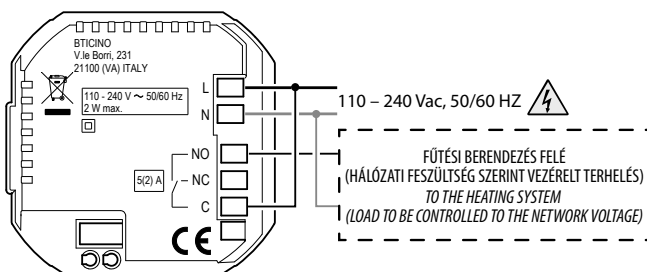 BTICINO
V.le Borri, 231
21100 (VA) ITALY
110 - 240 V ~ 50/60 Hz
2 W max.
L
N
NO
5(2) A
NC
C
CE
110 – 240 Vac, 50/60 HZ
FŰTÉSI BERENDEZÉS FELÉ
(HÁLÓZATI FESZÜLTSÉG SZERINT VEZÉRELT TERHELÉS)
TO THE HEATING SYSTEM
(LOAD TO BE CONTROLLED TO THE NETWORK VOLTAGE)